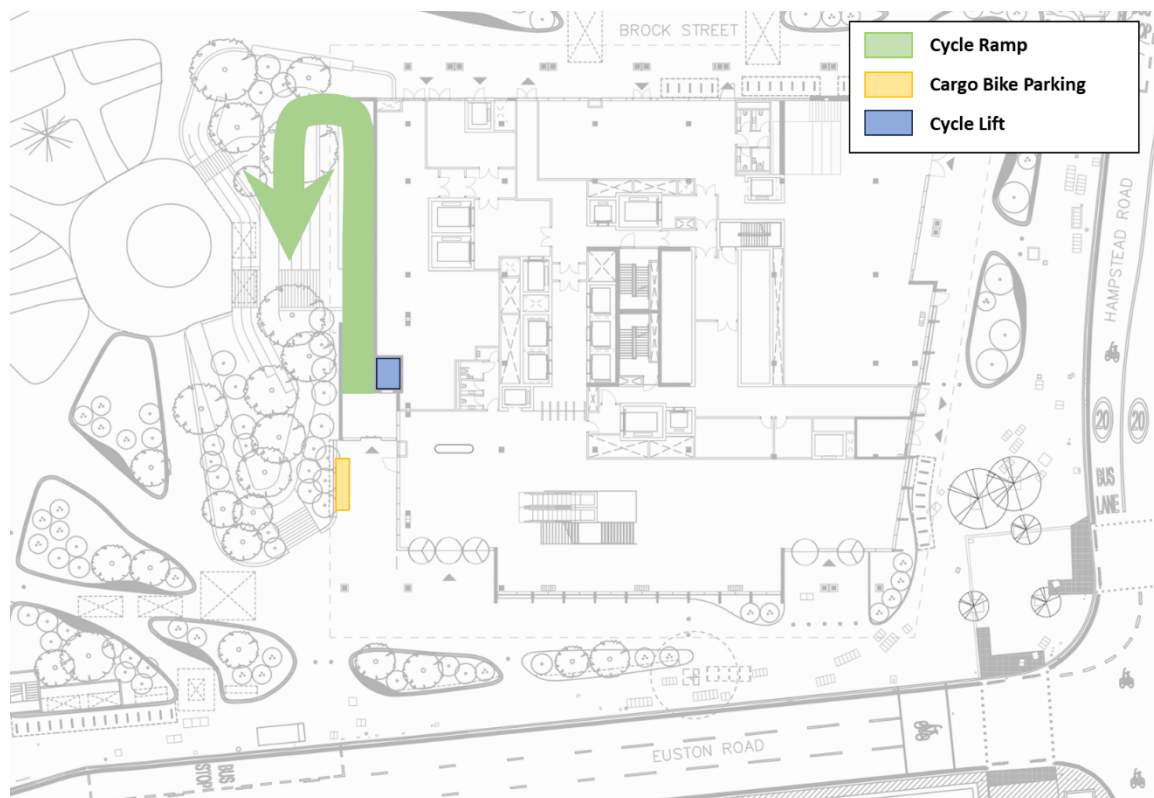 BROCK STREET
Cycle Ramp
Cargo Bike Parking
Cycle Lift
HAMPSTEAD ROAD
20
20
BUS
LANE
EUSTON ROAD
BUS
STOP